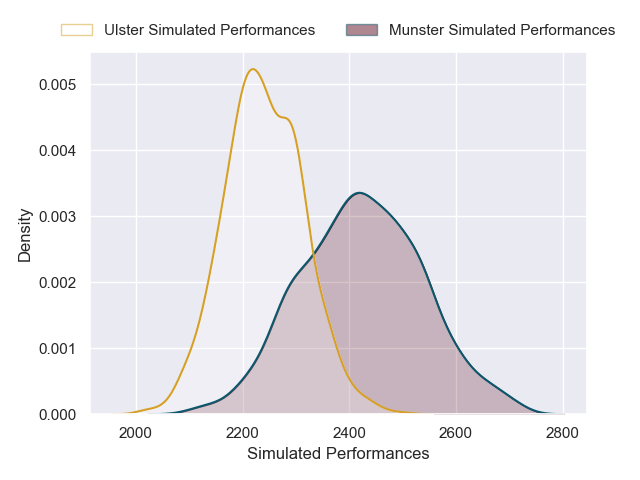 Ulster Simulated Performances Munster Simulated Performances
0.005
0.004
0.003
0.002
0.001
0.000
Density
2000 2200 2400 2600 2800
Simulated Performances